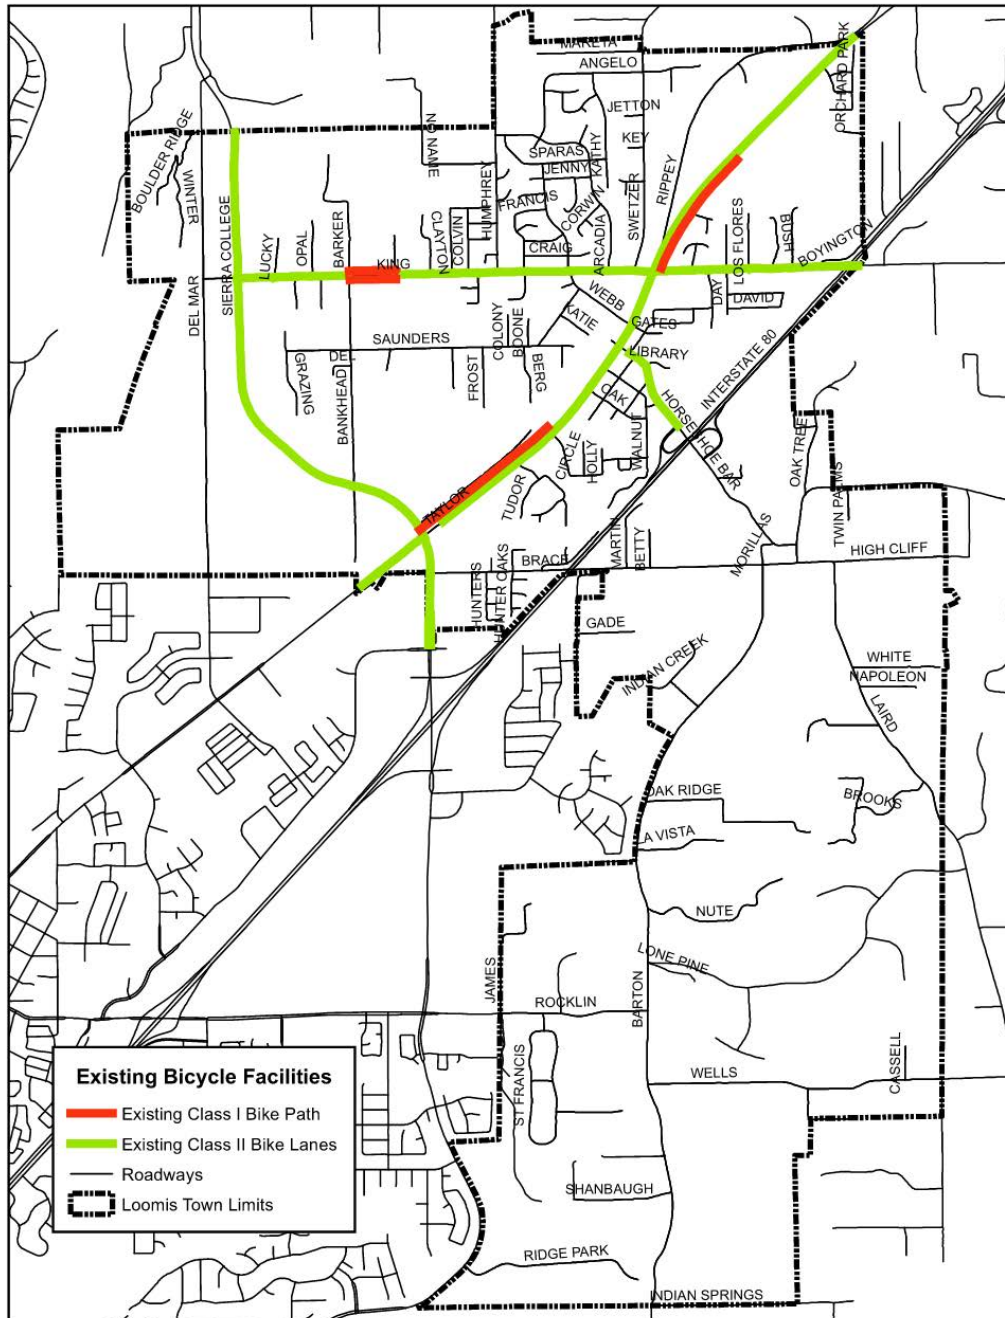 MARETA
ANGELO
ORCHARD PARK
JETTON
KEY
BOULDER RIDGE
WINTER
NO NAME
HUMPHREY
SPARAS
JENNY
KATHY
FRANCIS
CORWIN
CRAIG
ARCADIA
SWETZER
RIPPEY
LOS FLORES
BUSH
BOYINGTON
DEL MAR
SIERRA COLLEGE
LUCKY
OPAL
BARKER
KING
CLAYTON
COLVIN
WEBB
KATIE
GATES
DAY
DAVID
SAUNDERS
DEL
GRAZING
BANKHEAD
COLONY
BOONE
FROST
BERG
LIBRARY
OAK
INTERSTATE 80
HORSESHOE BAR
WALNUT
CIRCLE
HOLLY
TUDOR
TAYLOR
OAK TREE
TWIN PALMS
HIGH CLIFF
MORILLAS
MARTIN
BETTY
BRACE
HUNTERS
HUNTER OAKS
GADE
INDIAN CREEK
WHITE
NAPOLEON
LAIRD
OAK RIDGE
BROOKS
A VISTA
NUTE
LONE PINE
JAMES
ROCKLIN
BARTON
ST FRANCIS
WELLS
CASSELL
SHANBAUGH
RIDGE PARK
INDIAN SPRINGS
Existing Bicycle Facilities
Existing Class I Bike Path
Existing Class II Bike Lanes
Roadways
Loomis Town Limits